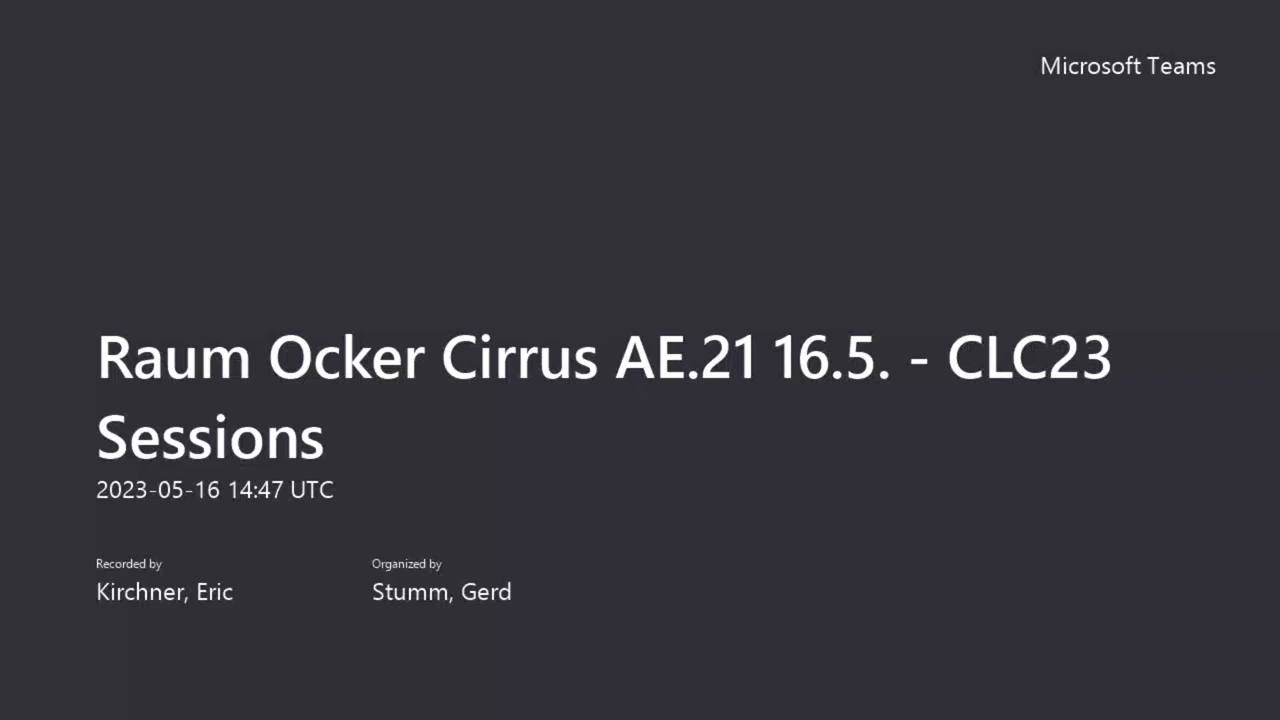 Microsoft Teams
Raum Ocker Cirrus AE.21 16.5. - CLC23
Sessions
2023-05-16 14:47 UTC
Recorded by
Organized by
Kirchner, Eric
Stumm, Gerd